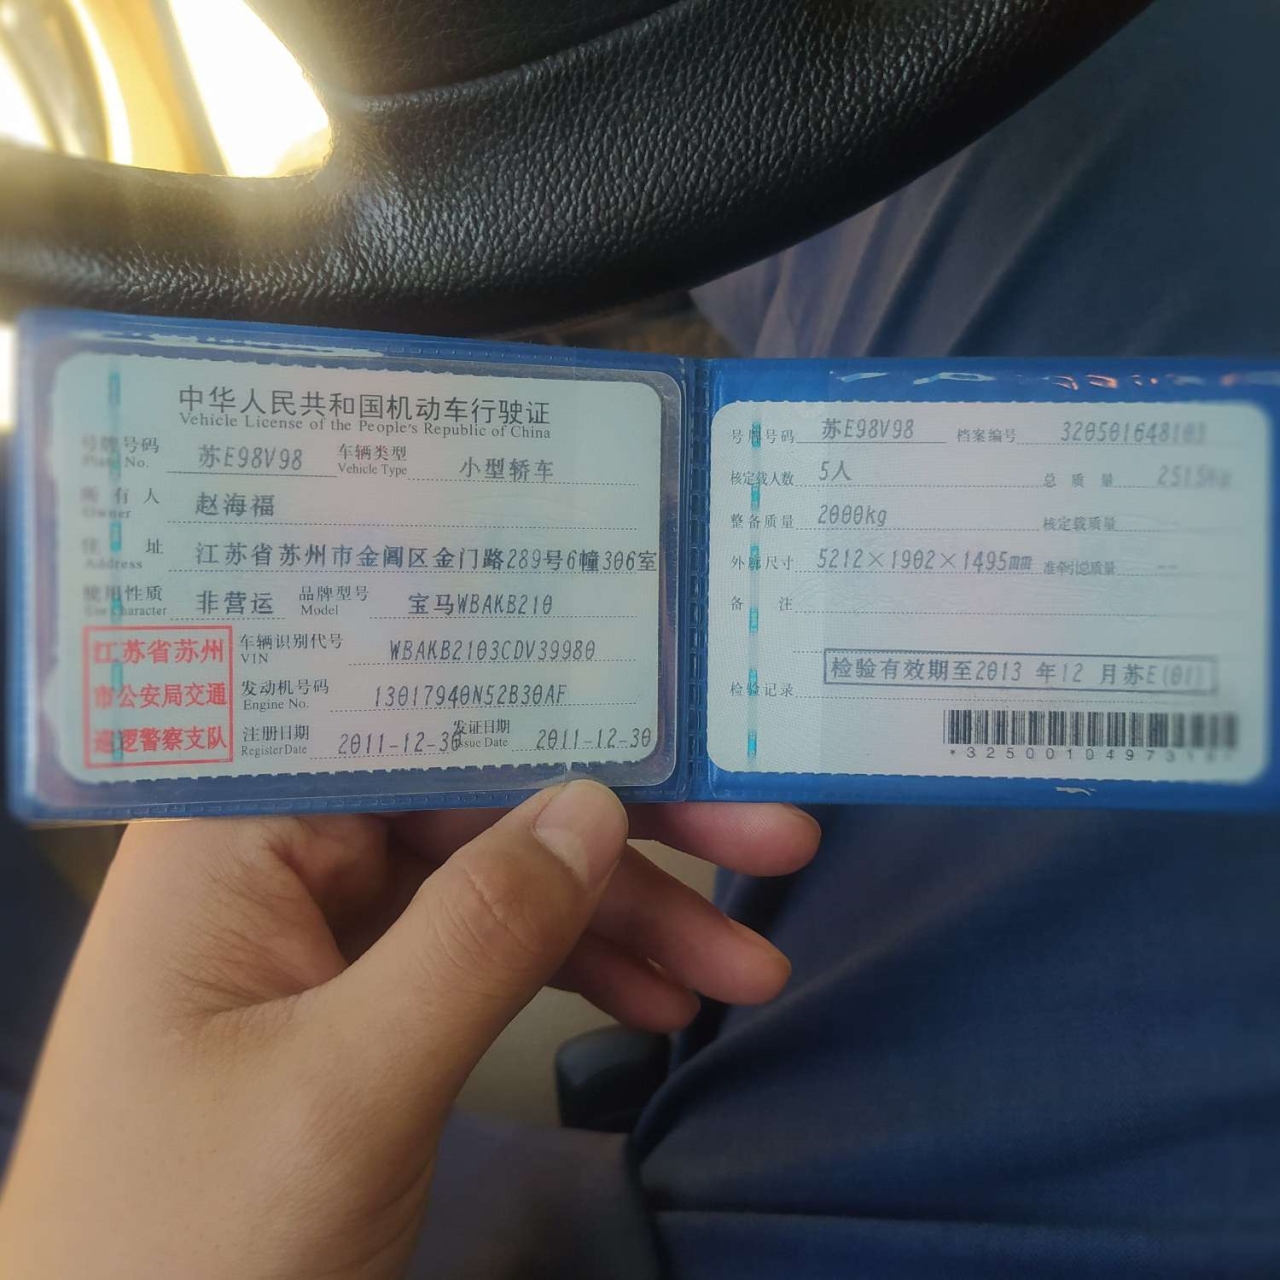 中华人民共和国机动车行驶证
Vehicle License of the People's Republic of China
号牌号码 苏E98V98 车辆类型 小型轿车
Plate No. Vehicle Type
所有人 赵海福
Owner
住址 江苏省苏州市金阊区金门路289号6幢306室
Address
使用性质 非营运 品牌型号 宝马WBAKB210
Use Character Model
江苏省苏州
市公安局交通
巡逻警察支队
车辆识别代号 WBAKB2103CDV39980
VIN
发动机号码 13017940N52B30AF
Engine No.
注册日期 2011-12-30 发证日期 2011-12-30
Register Date Issue Date
号牌号码 苏E98V98 档案编号 320501648103
核定载人数 5人 总质量
整备质量 2000kg 核定载质量
外廓尺寸 5212×1902×1495mm 准牵引总质量 --
备注
检验有效期至2013年12月苏E(01)
检验记录